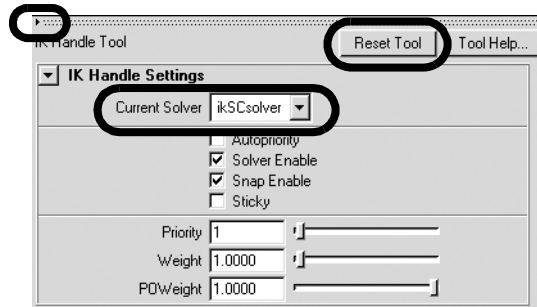 IK Handle Tool Reset Tool Tool Help...
IK Handle Settings
Current Solver ikSCsolver
Autopriority
Solver Enable
Snap Enable
Sticky
Priority 1
Weight 1.0000
POWeight 1.0000